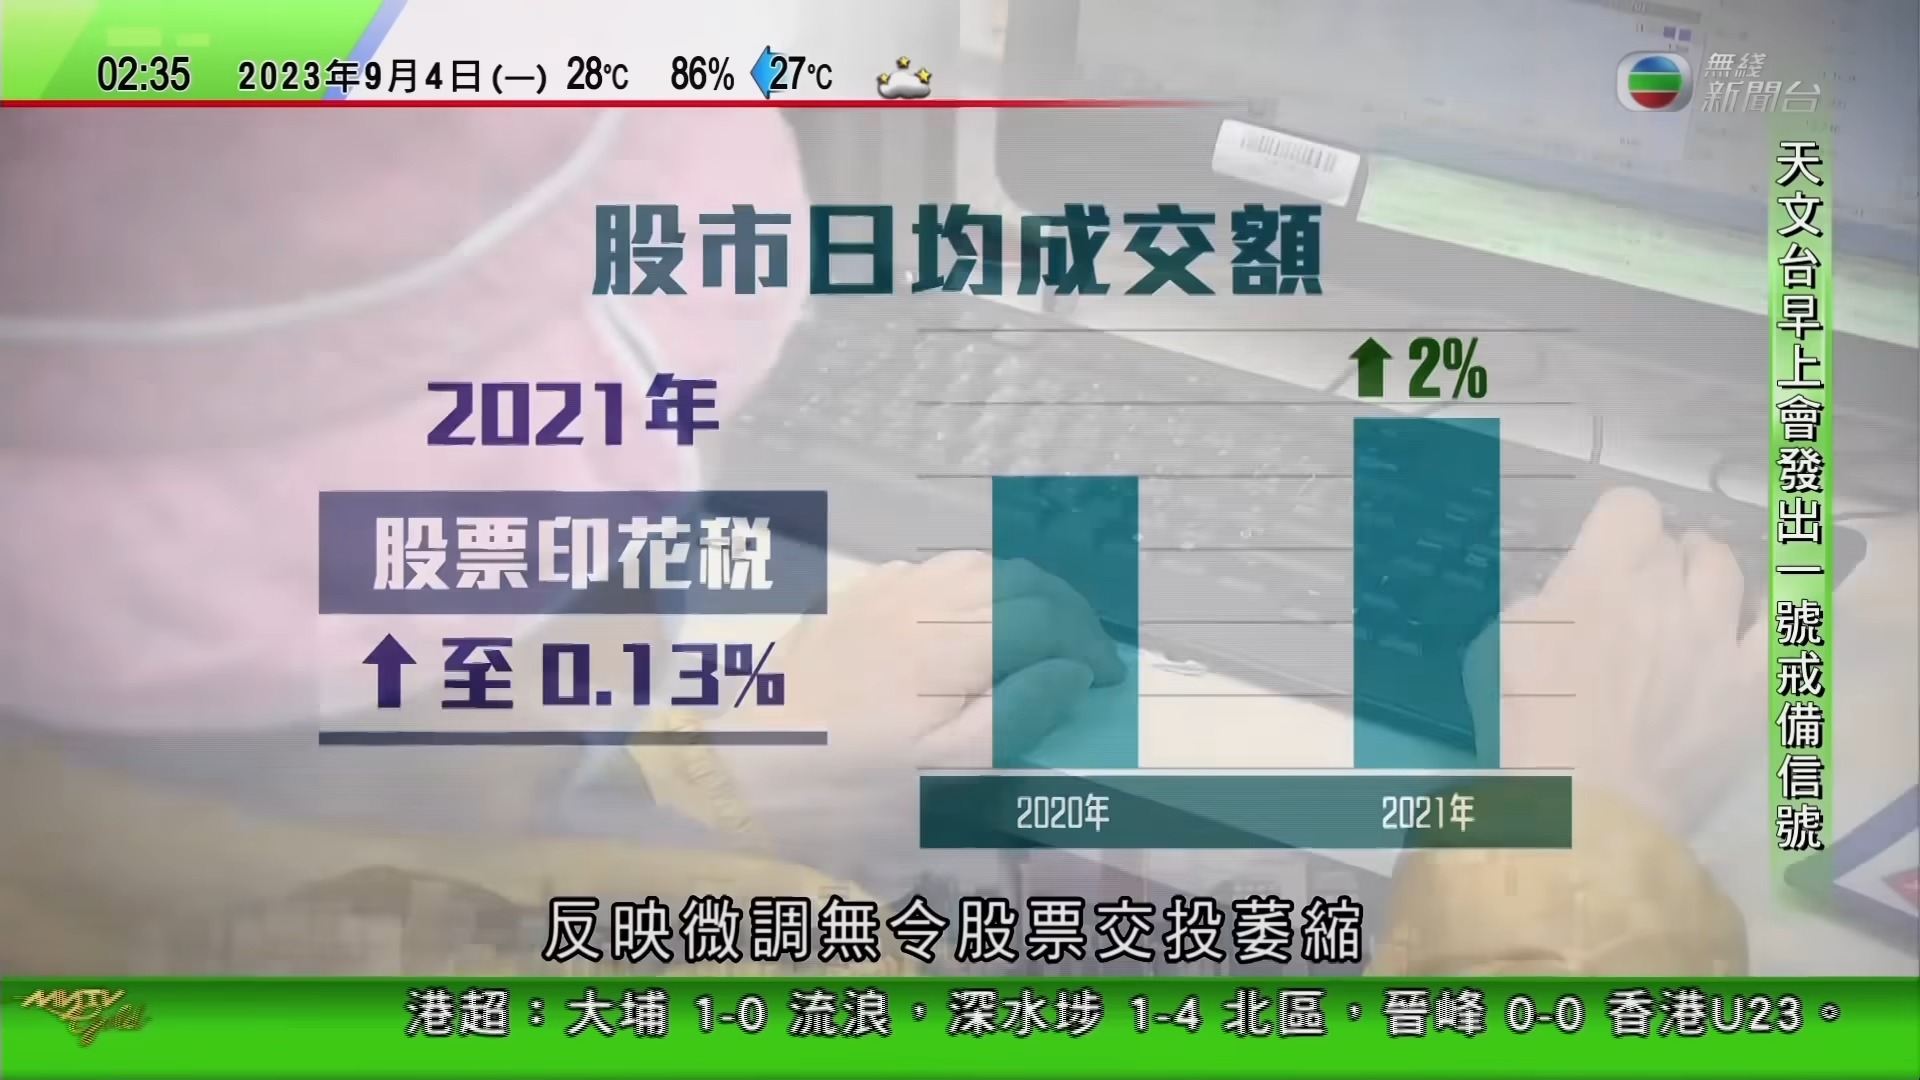 02:35 2023年9月4日(一) 28℃ 86% 27℃
無綫
新聞台
天文台早上會發出一號戒備信號
股市日均成交額
2021年
股票印花税
至 0.13%
2%
2020年 2021年
反映微調無令股票交投萎縮
港超：大埔 1-0 流浪，深水埗 1-4 北區，晉峰 0-0 香港U23。